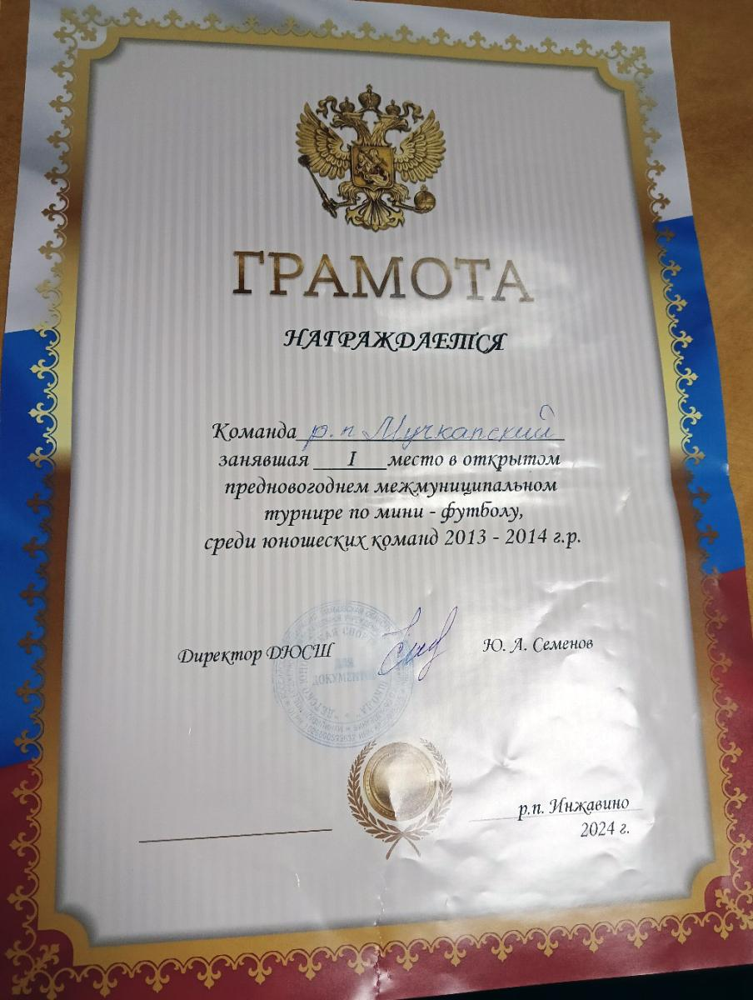 ГРАМОТА
НАГРАЖДАЕТСЯ
Команда р.п Мучкапский
занявшая I место в открытом
предновогоднем межмуниципальном
турнире по мини - футболу,
среди юношеских команд 2013 - 2014 г.р.
Директор ДЮСШ Ю. А. Семенов
ДЛЯ
ДОКУМЕНТОВ
р.п. Инжавино
2024 г.